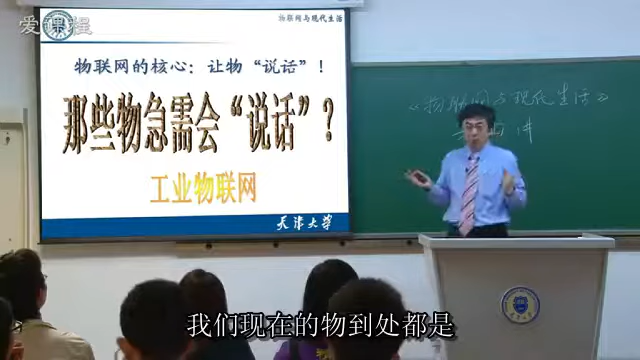 爱课程
物联网与现代生活
物联网的核心：让物“说话”！
那些物急需会“说话”？
工业物联网
天津大学
《物联网与现代生活》
我们现在的物到处都是